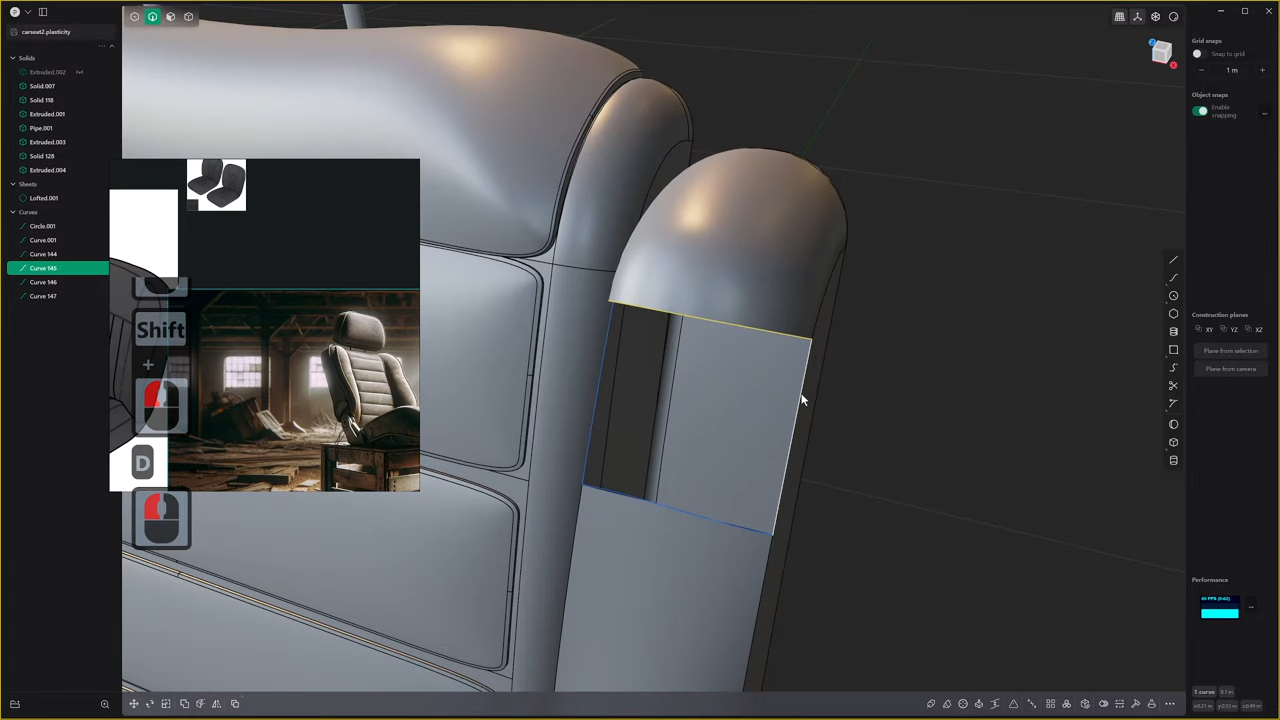 P
carseat2.plasticity
Solids
Extruded.002
Solid.007
Solid 118
Extruded.001
Pipe.001
Extruded.003
Solid 128
Extruded.004
Sheets
Lofted.001
Curves
Circle.001
Curve.001
Curve 144
Curve 145
Curve 146
Curve 147
Shift
+
D
Grid snaps
Snap to grid
1 m
Object snaps
Enable
snapping
Construction planes
XY
YZ
XZ
Plane from selection
Plane from camera
Performance
1 curve